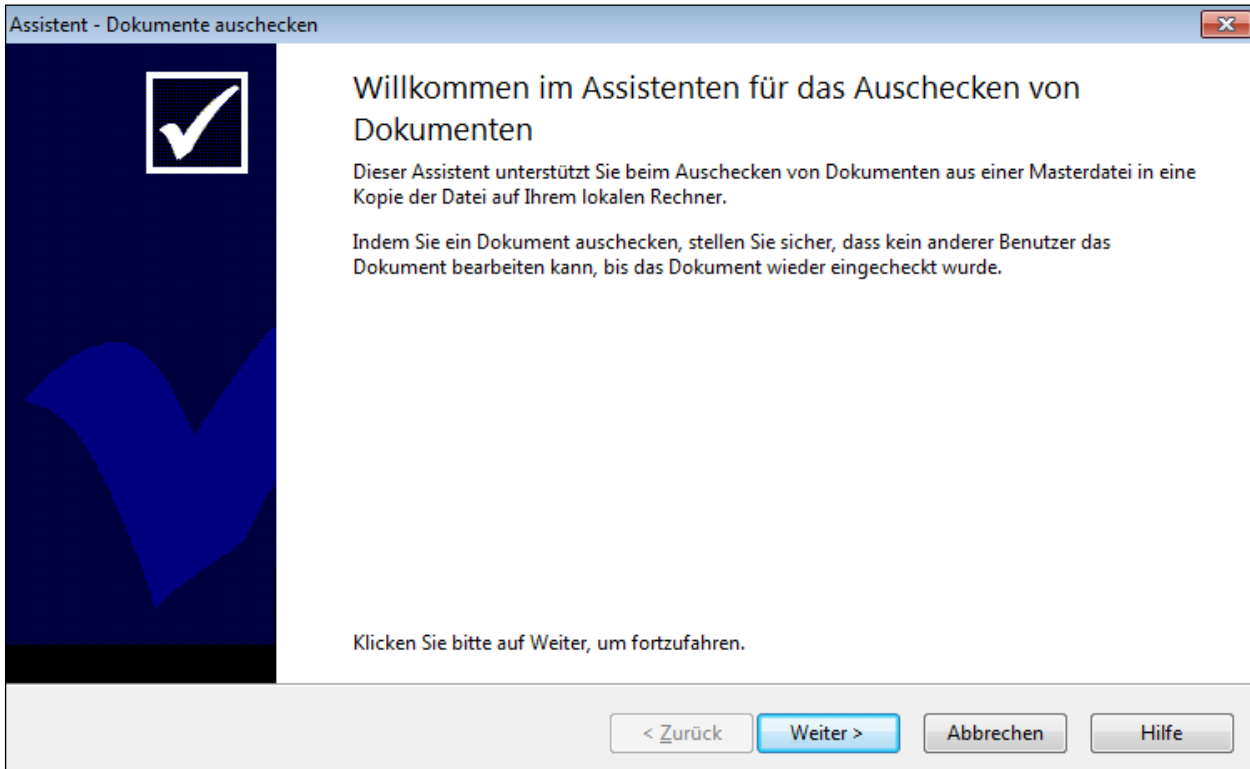 Assistent - Dokumente auschecken
Willkommen im Assistenten für das Auschecken von
Dokumenten
Dieser Assistent unterstützt Sie beim Auschecken von Dokumenten aus einer Masterdatei in eine
Kopie der Datei auf Ihrem lokalen Rechner.
Indem Sie ein Dokument auschecken, stellen Sie sicher, dass kein anderer Benutzer das
Dokument bearbeiten kann, bis das Dokument wieder eingecheckt wurde.
Klicken Sie bitte auf Weiter, um fortzufahren.
< Zurück Weiter > Abbrechen Hilfe